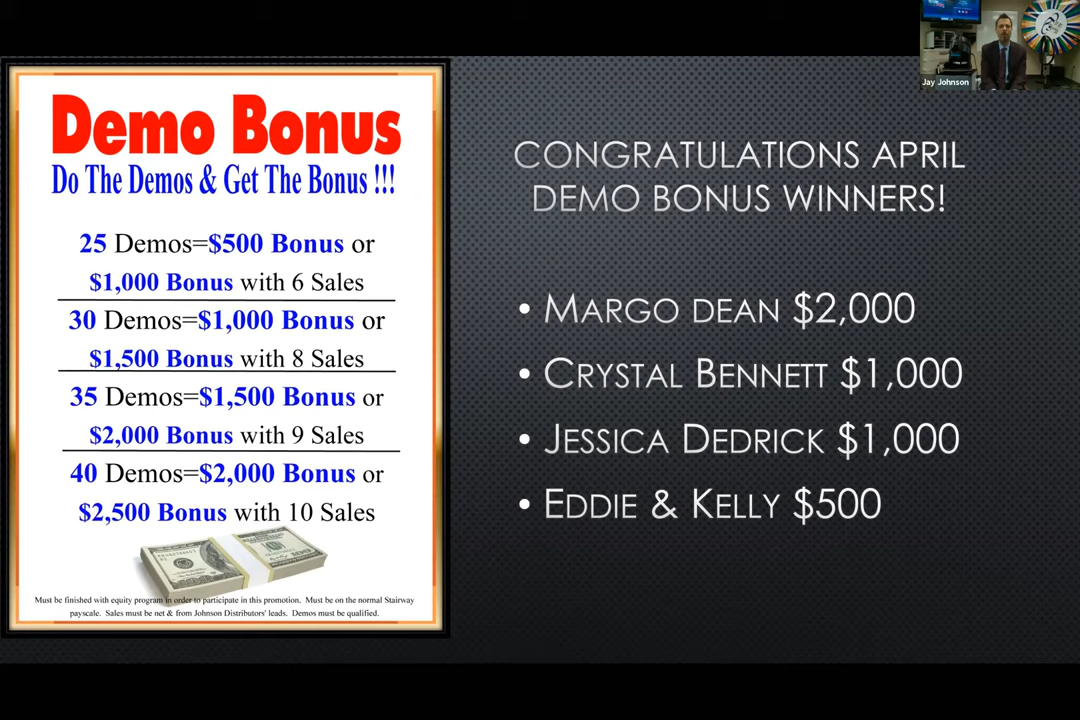 Demo Bonus
Do The Demos & Get The Bonus !!!
25 Demos=$500 Bonus or
$1,000 Bonus with 6 Sales
30 Demos=$1,000 Bonus or
$1,500 Bonus with 8 Sales
35 Demos=$1,500 Bonus or
$2,000 Bonus with 9 Sales
40 Demos=$2,000 Bonus or
$2,500 Bonus with 10 Sales
Must be finished with equity program in order to participate in this promotion. Must be on the normal Stairway
payscale. Sales must be net & from Johnson Distributors' leads. Demos must be qualified.
CONGRATULATIONS APRIL
DEMO BONUS WINNERS!
• MARGO DEAN $2,000
• CRYSTAL BENNETT $1,000
• JESSICA DEDRICK $1,000
• EDDIE & KELLY $500
Jay Johnson